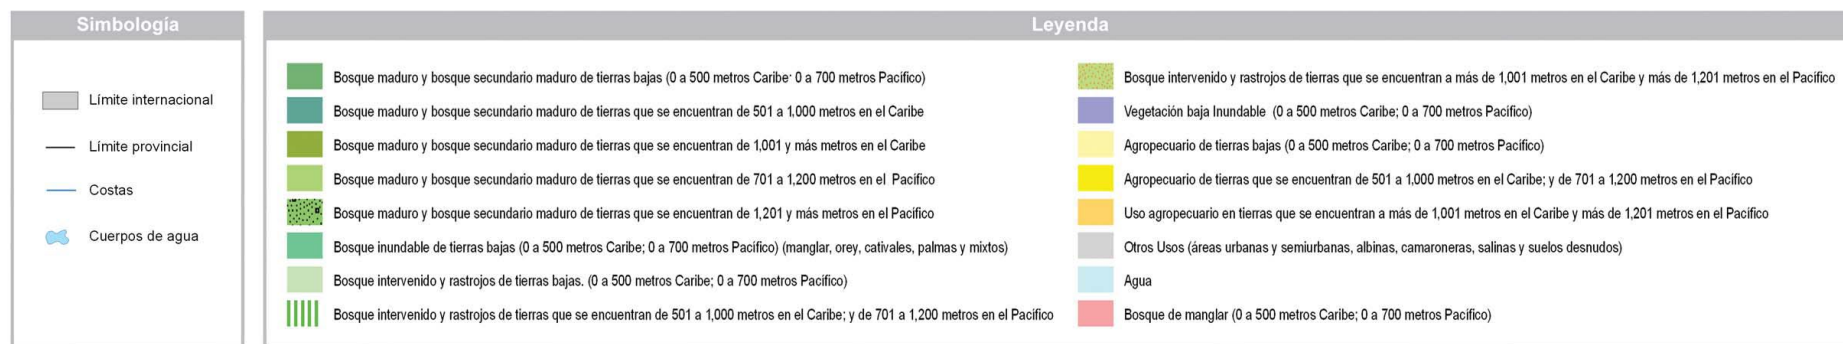 Simbología
Límite internacional
Límite provincial
Costas
Cuerpos de agua
Leyenda
Bosque maduro y bosque secundario maduro de tierras bajas (0 a 500 metros Caribe· 0 a 700 metros Pacífico)
Bosque maduro y bosque secundario maduro de tierras que se encuentran de 501 a 1,000 metros en el Caribe
Bosque maduro y bosque secundario maduro de tierras que se encuentran de 1,001 y más metros en el Caribe
Bosque maduro y bosque secundario maduro de tierras que se encuentran de 701 a 1,200 metros en el Pacífico
Bosque maduro y bosque secundario maduro de tierras que se encuentran de 1,201 y más metros en el Pacífico
Bosque inundable de tierras bajas (0 a 500 metros Caribe; 0 a 700 metros Pacífico) (manglar, orey, cativales, palmas y mixtos)
Bosque intervenido y rastrojos de tierras bajas. (0 a 500 metros Caribe; 0 a 700 metros Pacífico)
Bosque intervenido y rastrojos de tierras que se encuentran de 501 a 1,000 metros en el Caribe; y de 701 a 1,200 metros en el Pacífico
Bosque intervenido y rastrojos de tierras que se encuentran a más de 1,001 metros en el Caribe y más de 1,201 metros en el Pacífico
Vegetación baja Inundable (0 a 500 metros Caribe; 0 a 700 metros Pacífico)
Agropecuario de tierras bajas (0 a 500 metros Caribe; 0 a 700 metros Pacífico)
Agropecuario de tierras que se encuentran de 501 a 1,000 metros en el Caribe; y de 701 a 1,200 metros en el Pacífico
Uso agropecuario en tierras que se encuentran a más de 1,001 metros en el Caribe y más de 1,201 metros en el Pacífico
Otros Usos (áreas urbanas y semiurbanas, albinas, camaroneras, salinas y suelos desnudos)
Agua
Bosque de manglar (0 a 500 metros Caribe; 0 a 700 metros Pacífico)